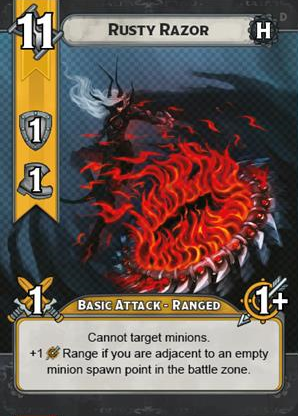 11 RUSTY RAZOR H
D
1
1
1 BASIC ATTACK - RANGED 1+
Cannot target minions.
+1 Range if you are adjacent to an empty
minion spawn point in the battle zone.